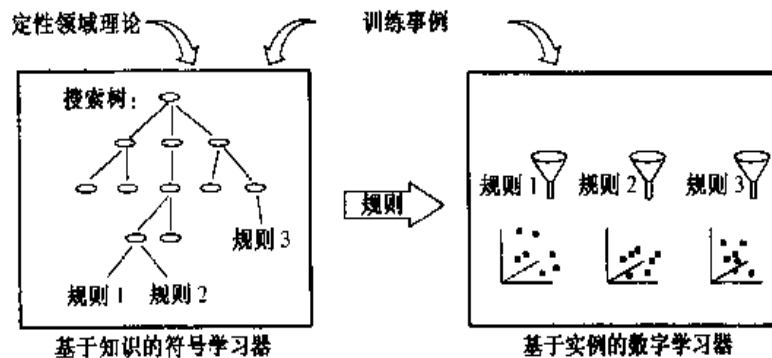 定性领域理论
训练事例
搜索树：
规则 3
规则 1 规则 2
基于知识的符号学习器
规则
规则 1 规则 2 规则 3
基于实例的数字学习器